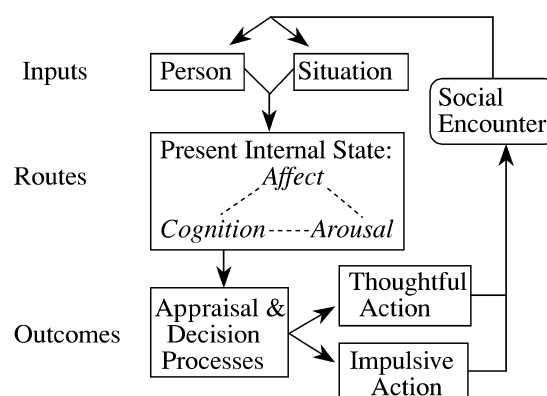 Inputs
Person
Situation
Social
Encounter
Routes
Present Internal State:
Affect
Cognition
Arousal
Outcomes
Appraisal &
Decision
Processes
Thoughtful
Action
Impulsive
Action